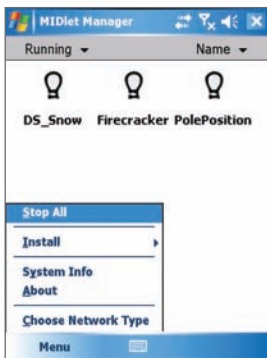 MIDlet Manager
Running Name
DS_Snow Firecracker PolePosition
Stop All
Install
System Info
About
Choose Network Type
Menu